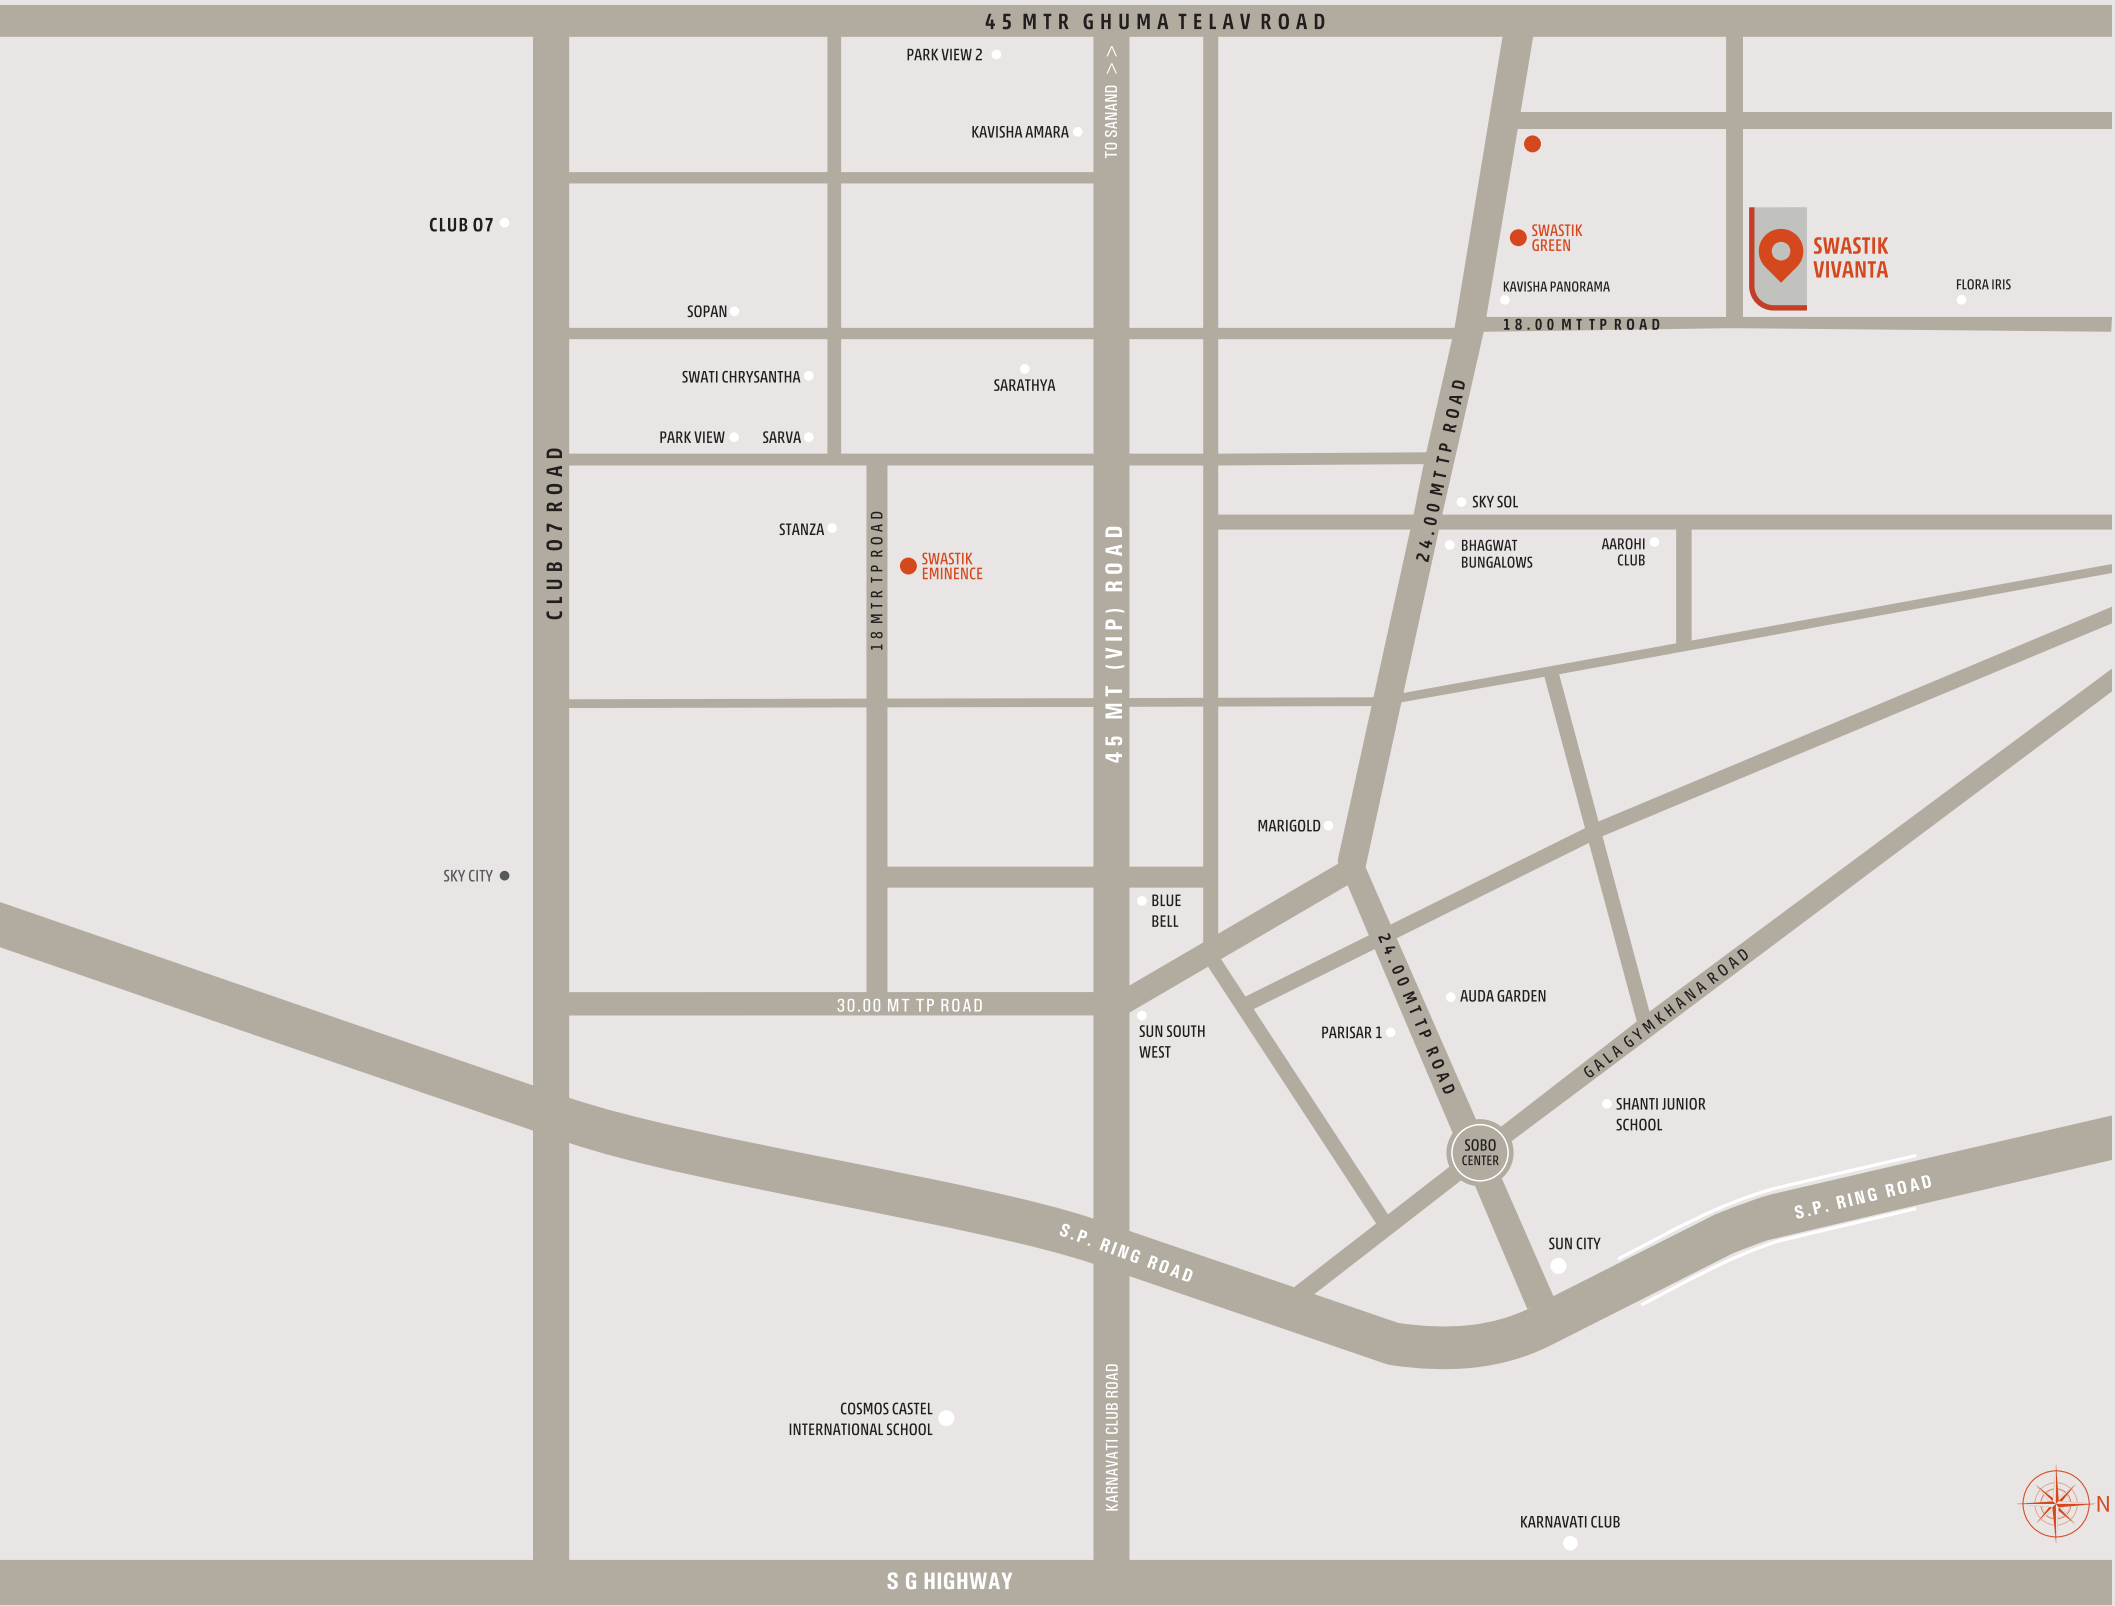 45 MTR GHUMA TELAV ROAD
PARK VIEW 2
TO SANAND >>
KAVISHA AMARA
CLUB O7
SWASTIK
GREEN
SWASTIK
VIVANTA
KAVISHA PANORAMA
FLORA IRIS
SOPAN
18.00 MT TP ROAD
SWATI CHRYSANTHA
SARATHYA
24.00 MT TP ROAD
PARK VIEW
SARVA
CLUB O7 ROAD
SKY SOL
STANZA
18 MTR TP ROAD
SWASTIK
EMINENCE
45 MT (VIP) ROAD
BHAGWAT
BUNGALOWS
AAROHI
CLUB
MARIGOLD
SKY CITY
BLUE
BELL
24.00 MT TP ROAD
30.00 MT TP ROAD
AUDA GARDEN
GALA GYMKHANA ROAD
SUN SOUTH
WEST
PARISAR 1
SHANTI JUNIOR
SCHOOL
SOBO
CENTER
S.P. RING ROAD
S.P. RING ROAD
SUN CITY
COSMOS CASTEL
INTERNATIONAL SCHOOL
KARNAVATI CLUB ROAD
N
KARNAVATI CLUB
S G HIGHWAY